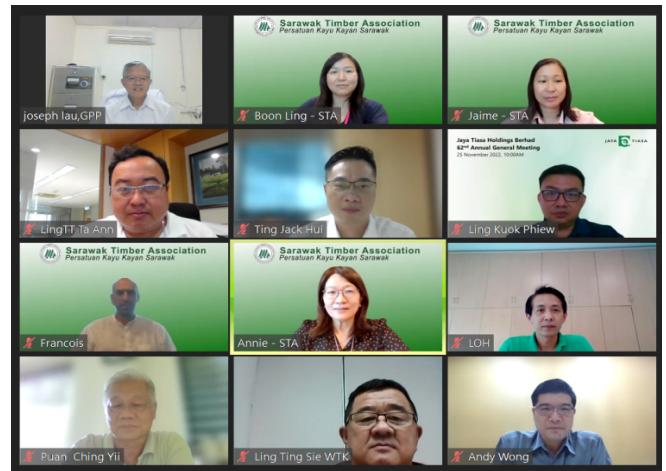 joseph lau,GPP
Sarawak Timber Association
Persatuan Kayu Kayan Sarawak
Boon Ling - STA
Sarawak Timber Association
Persatuan Kayu Kayan Sarawak
Jaime - STA
LingTT Ta Ann
Ting Jack Hui
Jaya Tiasa Holdings Berhad
62nd Annual General Meeting
25 November 2022, 10:00AM
JAYA TIASA
Ling Kuok Phiew
Sarawak Timber Association
Persatuan Kayu Kayan Sarawak
Francois
Sarawak Timber Association
Persatuan Kayu Kayan Sarawak
Annie - STA
LOH
Puan Ching Yii
Ling Ting Sie WTK
Andy Wong